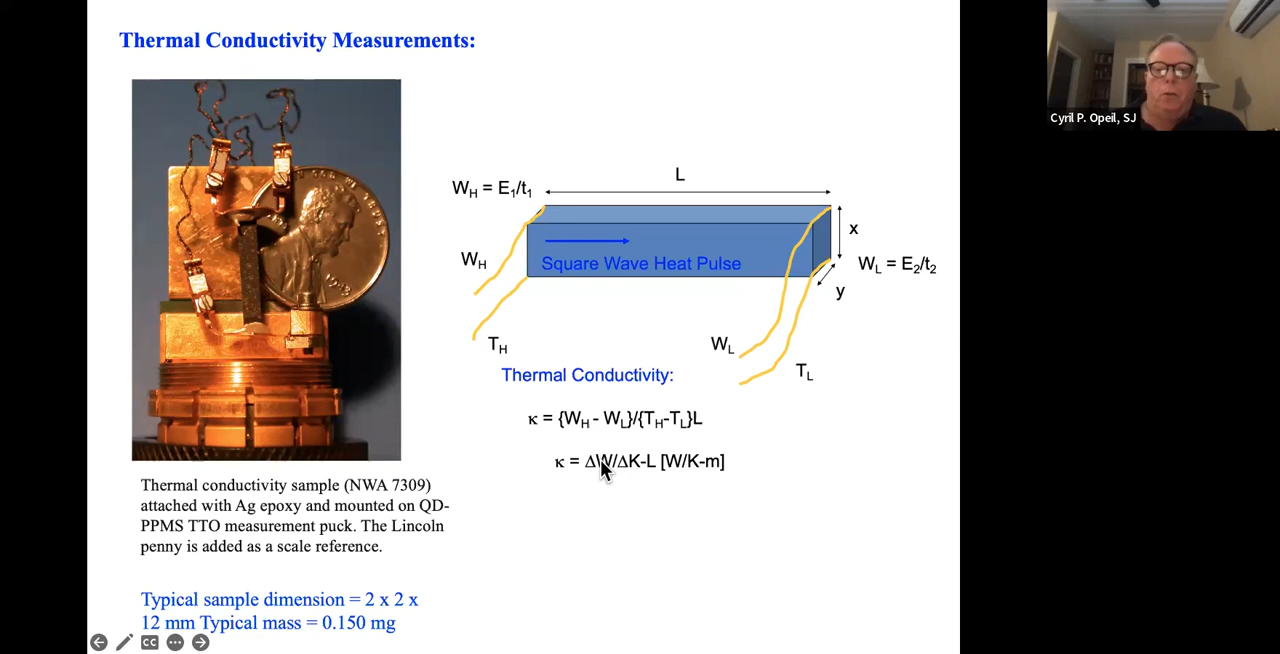 Thermal Conductivity Measurements:
Cyril P. Opeil, SJ
L
W_H = E_1/t_1
x
W_H
Square Wave Heat Pulse
W_L = E_2/t_2
y
T_H
W_L
T_L
Thermal Conductivity:
κ = {W_H - W_L}/{T_H-T_L}L
κ = ΔW/ΔK-L [W/K-m]
Thermal conductivity sample (NWA 7309)
attached with Ag epoxy and mounted on QD-
PPMS TTO measurement puck. The Lincoln
penny is added as a scale reference.
Typical sample dimension = 2 x 2 x
12 mm Typical mass = 0.150 mg
CC